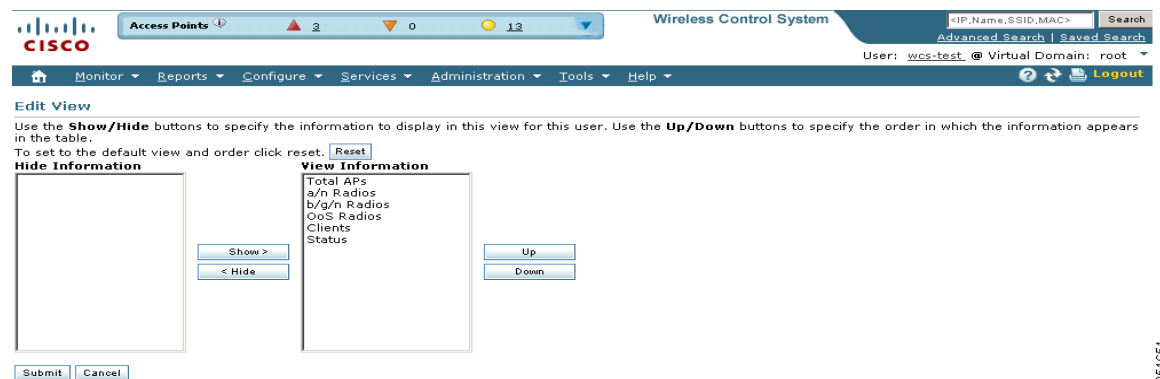 Access Points 3 0 13
Wireless Control System
<IP,Name,SSID,MAC> Search
Advanced Search | Saved Search
CISCO
User: wcs-test @ Virtual Domain: root
Monitor Reports Configure Services Administration Tools Help Logout
Edit View
Use the Show/Hide buttons to specify the information to display in this view for this user. Use the Up/Down buttons to specify the order in which the information appears
in the table.
To set to the default view and order click reset. Reset
Hide Information View Information
Total APs
a/n Radios
b/g/n Radios
OoS Radios
Clients
Status
Show > Up
< Hide Down
Submit Cancel